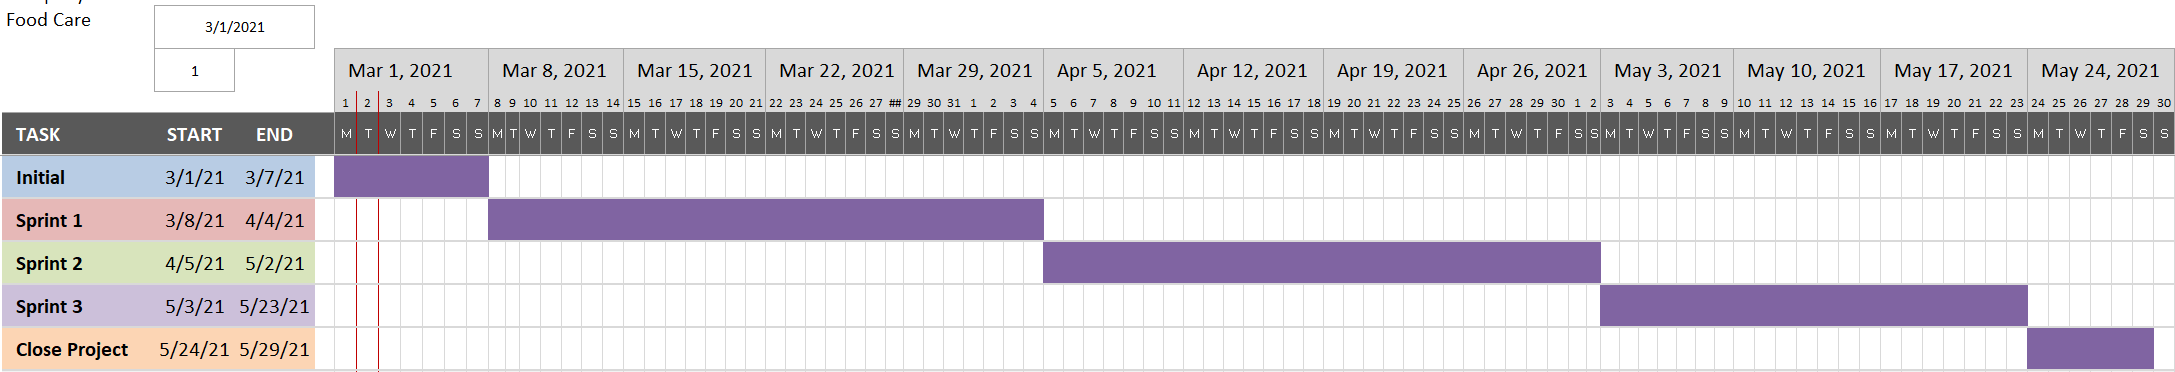 Food Care
3/1/2021
1
Mar 1, 2021 Mar 8, 2021 Mar 15, 2021 Mar 22, 2021 Mar 29, 2021 Apr 5, 2021 Apr 12, 2021 Apr 19, 2021 Apr 26, 2021 May 3, 2021 May 10, 2021 May 17, 2021 May 24, 2021
1 2 3 4 5 6 7 8 9 10 11 12 13 14 15 16 17 18 19 20 21 22 23 24 25 26 27 ## 29 30 31 1 2 3 4 5 6 7 8 9 10 11 12 13 14 15 16 17 18 19 20 21 22 23 24 25 26 27 28 29 30 1 2 3 4 5 6 7 8 9 10 11 12 13 14 15 16 17 18 19 20 21 22 23 24 25 26 27 28 29 30
TASK START END M T W T F S S M T W T F S S M T W T F S S M T W T F S S M T W T F S S M T W T F S S M T W T F S S M T W T F S S M T W T F S S M T W T F S S M T W T F S S M T W T F S S M T W T F S S
Initial 3/1/21 3/7/21
Sprint 1 3/8/21 4/4/21
Sprint 2 4/5/21 5/2/21
Sprint 3 5/3/21 5/23/21
Close Project 5/24/21 5/29/21